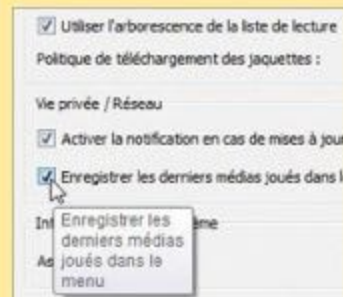 Utiliser l'arborescence de la liste de lecture
Politique de téléchargement des jaquettes :
Vie privée / Réseau
Activer la notification en cas de mises à jour
Enregistrer les derniers médias joués dans l
Enregistrer les
derniers médias
joués dans le
menu